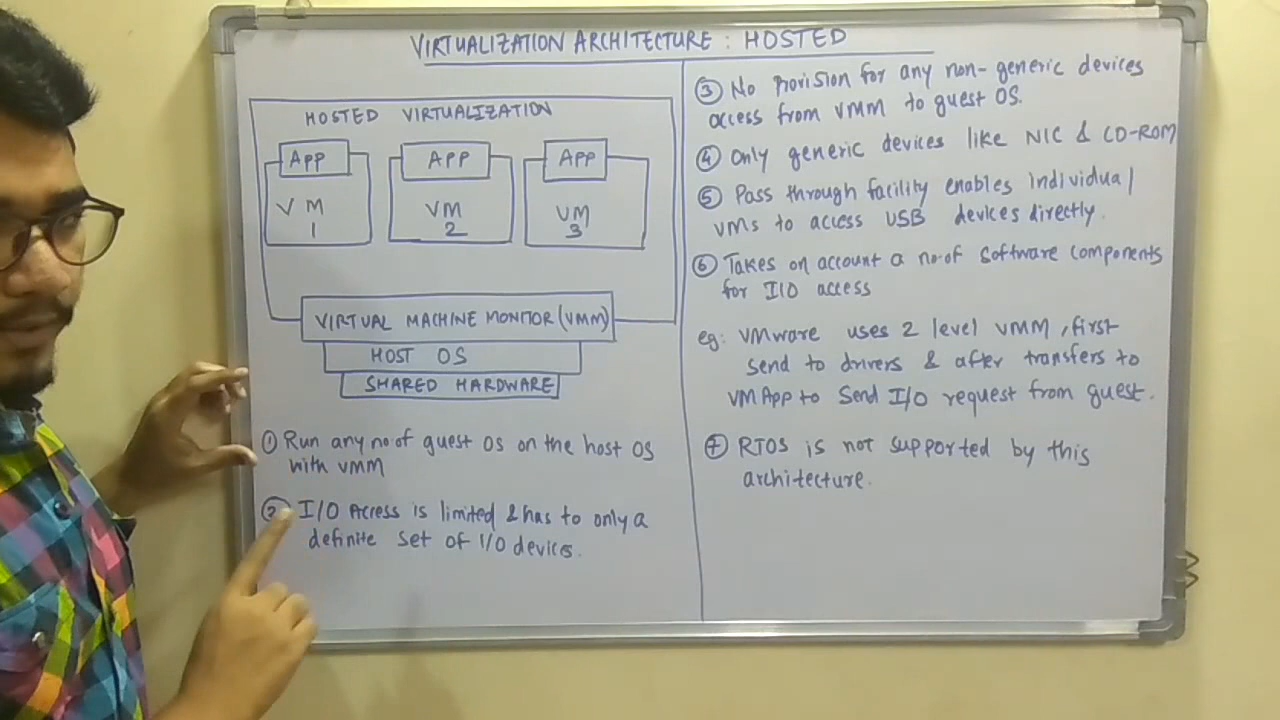 VIRTUALIZATION ARCHITECTURE : HOSTED
HOSTED VIRTUALIZATION
APP
VM
1
APP
VM
2
APP
VM
3
VIRTUAL MACHINE MONITOR (VMM)
HOST OS
SHARED HARDWARE
① Run any no of guest OS on the host OS
with VMM
② I/O Access is limited & has to only a
definite set of I/O devices.
③ No Provision for any non-generic devices
access from VMM to guest OS.
④ Only generic devices like NIC & CD-ROM
⑤ Pass through facility enables individual
VMs to access USB devices directly.
⑥ Takes on account a no.of Software components
for I/O access
eg: VMware uses 2 level VMM, first
send to drivers & after transfers to
VMApp to Send I/O request from guest.
⑦ RTOS is not supported by this
architecture.